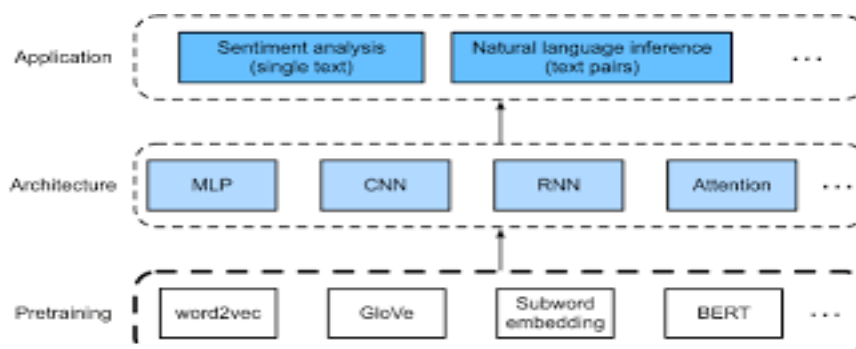 Application
Sentiment analysis
(single text)
Natural language inference
(text pairs)
...
Architecture
MLP
CNN
RNN
Attention
...
Pretraining
word2vec
GloVe
Subword
embedding
BERT
...